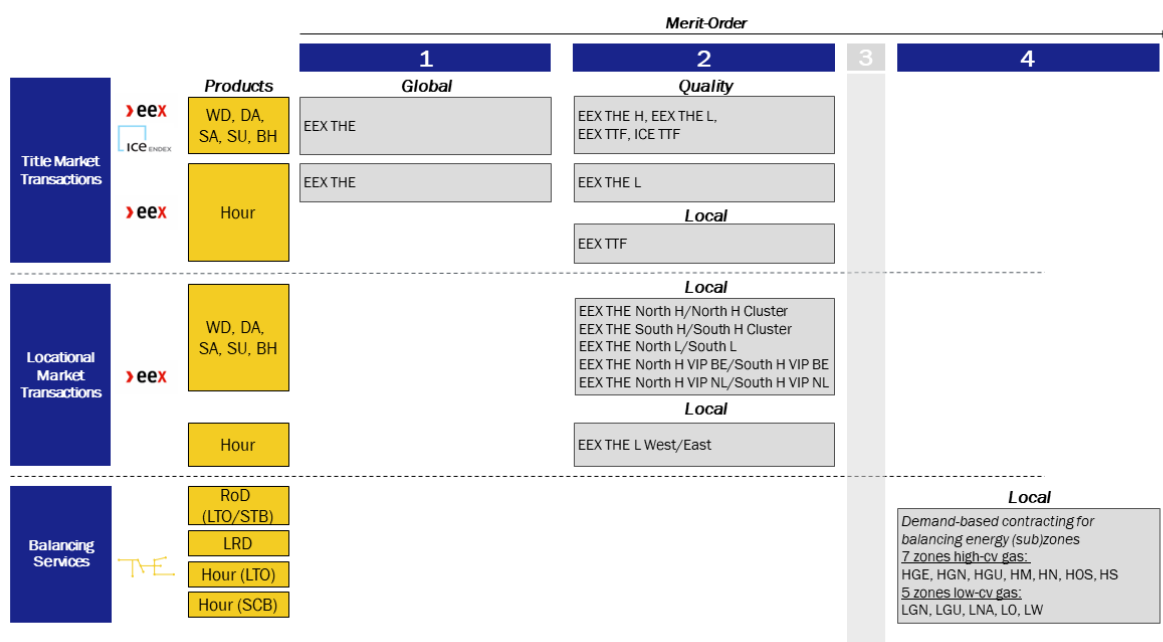 Merit-Order
1
2
3
4
Products
Global
Quality
Title Market
Transactions
eex
ICE ENDEX
WD, DA,
SA, SU, BH
EEX THE
EEX THE H, EEX THE L,
EEX TTF, ICE TTF
eex
Hour
EEX THE
EEX THE L
Local
EEX TTF
Local
Locational
Market
Transactions
eex
WD, DA,
SA, SU, BH
EEX THE North H/North H Cluster
EEX THE South H/South H Cluster
EEX THE North L/South L
EEX THE North H VIP BE/South H VIP BE
EEX THE North H VIP NL/South H VIP NL
Local
Hour
EEX THE L West/East
Balancing
Services
THE
RoD
(LTO/STB)
LRD
Hour (LTO)
Hour (SCB)
Local
Demand-based contracting for
balancing energy (sub)zones
7 zones high-cv gas:
HGE, HGN, HGU, HM, HN, HOS, HS
5 zones low-cv gas:
LGN, LGU, LNA, LO, LW